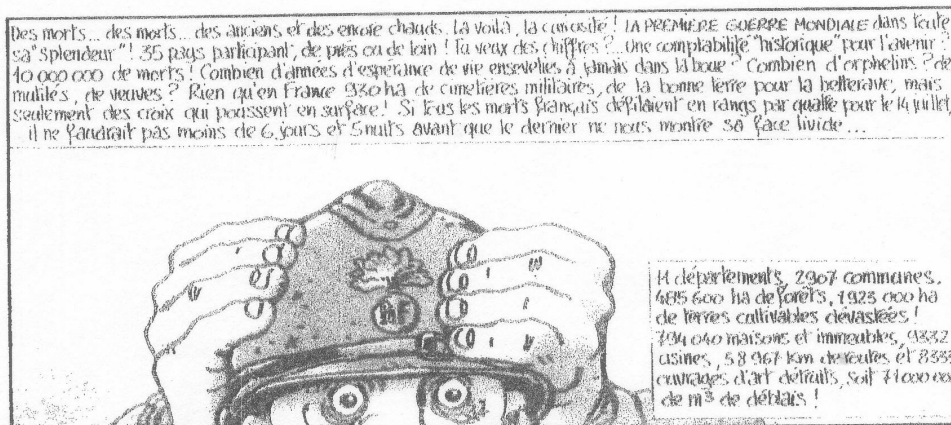 Des morts... des morts... des anciens et des encore chauds. La voilà, la curiosité ! LA PREMIÈRE GUERRE MONDIALE dans toute
sa "splendeur" ! 35 pays participant, de près ou de loin ! Tu veux des chiffres ?.. Une comptabilité "historique" pour l'avenir ?
10 000 000 de morts ! Combien d'années d'espérance de vie ensevelies à jamais dans la boue ? Combien d'orphelins ? de
mutilés, de veuves ? Rien qu'en France 930 ha de cimetières militaires, de la bonne terre pour la betterave, mais
seulement des croix qui poussent en surface ! Si tous les morts français défilaient en rangs par quatre pour le 14 juillet,
il ne faudrait pas moins de 6 jours et 5 nuits avant que le dernier ne nous montre sa face livide...
11 départements, 2907 communes.
485 600 ha de forêts, 1923 000 ha
de terres cultivables dévastées !
794 040 maisons et immeubles, 9332
usines, 58 967 km de routes et
ouvrages d'art détruits, soit
de m³ de déblais !
RF